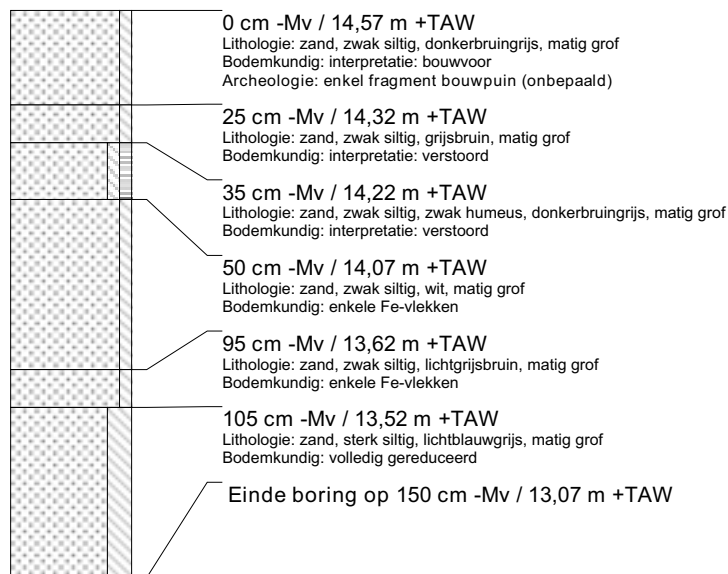 0 cm -Mv / 14,57 m +TAW
Lithologie: zand, zwak siltig, donkerbruingrijs, matig grof
Bodemkundig: interpretatie: bouwvoor
Archeologie: enkel fragment bouwpuin (onbepaald)
25 cm -Mv / 14,32 m +TAW
Lithologie: zand, zwak siltig, grijsbruin, matig grof
Bodemkundig: interpretatie: verstoord
35 cm -Mv / 14,22 m +TAW
Lithologie: zand, zwak siltig, zwak humeus, donkerbruingrijs, matig grof
Bodemkundig: interpretatie: verstoord
50 cm -Mv / 14,07 m +TAW
Lithologie: zand, zwak siltig, wit, matig grof
Bodemkundig: enkele Fe-vlekken
95 cm -Mv / 13,62 m +TAW
Lithologie: zand, zwak siltig, lichtgrijsbruin, matig grof
Bodemkundig: enkele Fe-vlekken
105 cm -Mv / 13,52 m +TAW
Lithologie: zand, sterk siltig, lichtblauwgrijs, matig grof
Bodemkundig: volledig gereduceerd
Einde boring op 150 cm -Mv / 13,07 m +TAW